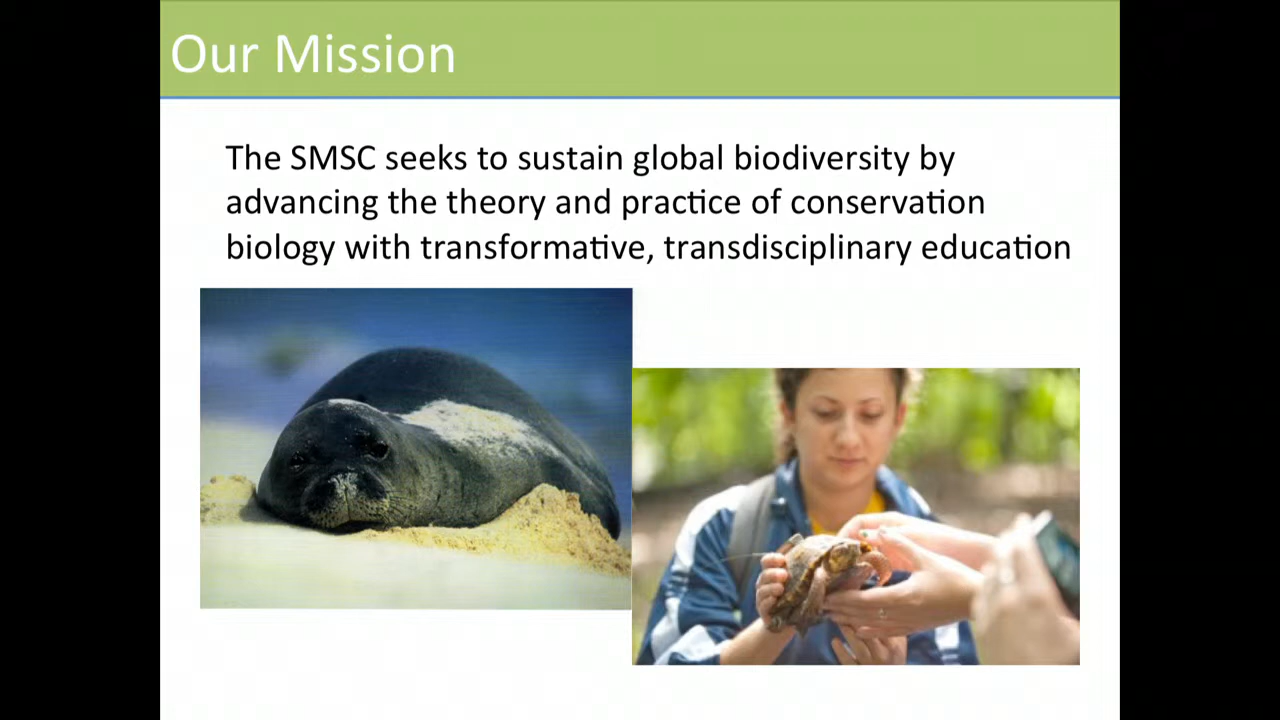 Our Mission
The SMSC seeks to sustain global biodiversity by
advancing the theory and practice of conservation
biology with transformative, transdisciplinary education